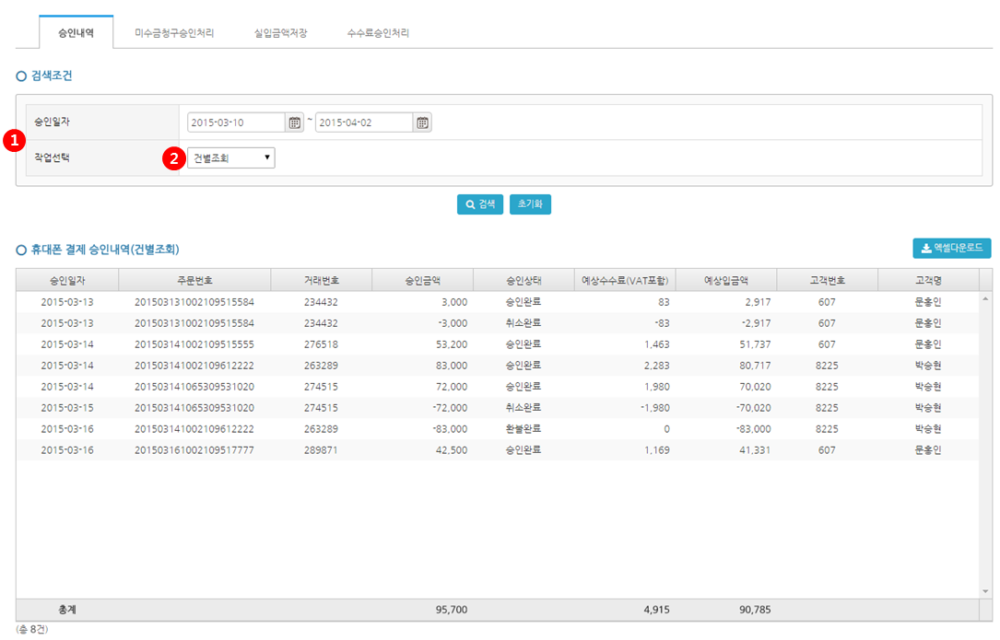 승인내역 미수금청구승인처리 실입금액저장 수수료승인처리
검색조건
승인일자 2015-03-10 ~ 2015-04-02
1
작업선택 2 건별조회
검색 초기화
휴대폰 결제 승인내역(건별조회) 엑셀다운로드
승인일자 주문번호 거래번호 승인금액 승인상태 예상수수료(VAT포함) 예상입금액 고객번호 고객명
2015-03-13 201503131002109515584 234432 3,000 승인완료 83 2,917 607 문홍인
2015-03-13 201503131002109515584 234432 -3,000 취소완료 -83 -2,917 607 문홍인
2015-03-14 201503141002109515555 276518 53,200 승인완료 1,463 51,737 607 문홍인
2015-03-14 201503141002109612222 263289 83,000 승인완료 2,283 80,717 8225 박승현
2015-03-14 201503141065309531020 274515 72,000 승인완료 1,980 70,020 8225 박승현
2015-03-15 201503141065309531020 274515 -72,000 취소완료 -1,980 -70,020 8225 박승현
2015-03-16 201503141002109612222 263289 -83,000 환불완료 0 -83,000 8225 박승현
2015-03-16 201503161002109517777 289871 42,500 승인완료 1,169 41,331 607 문홍인
총계 95,700 4,915 90,785
(총 8건)